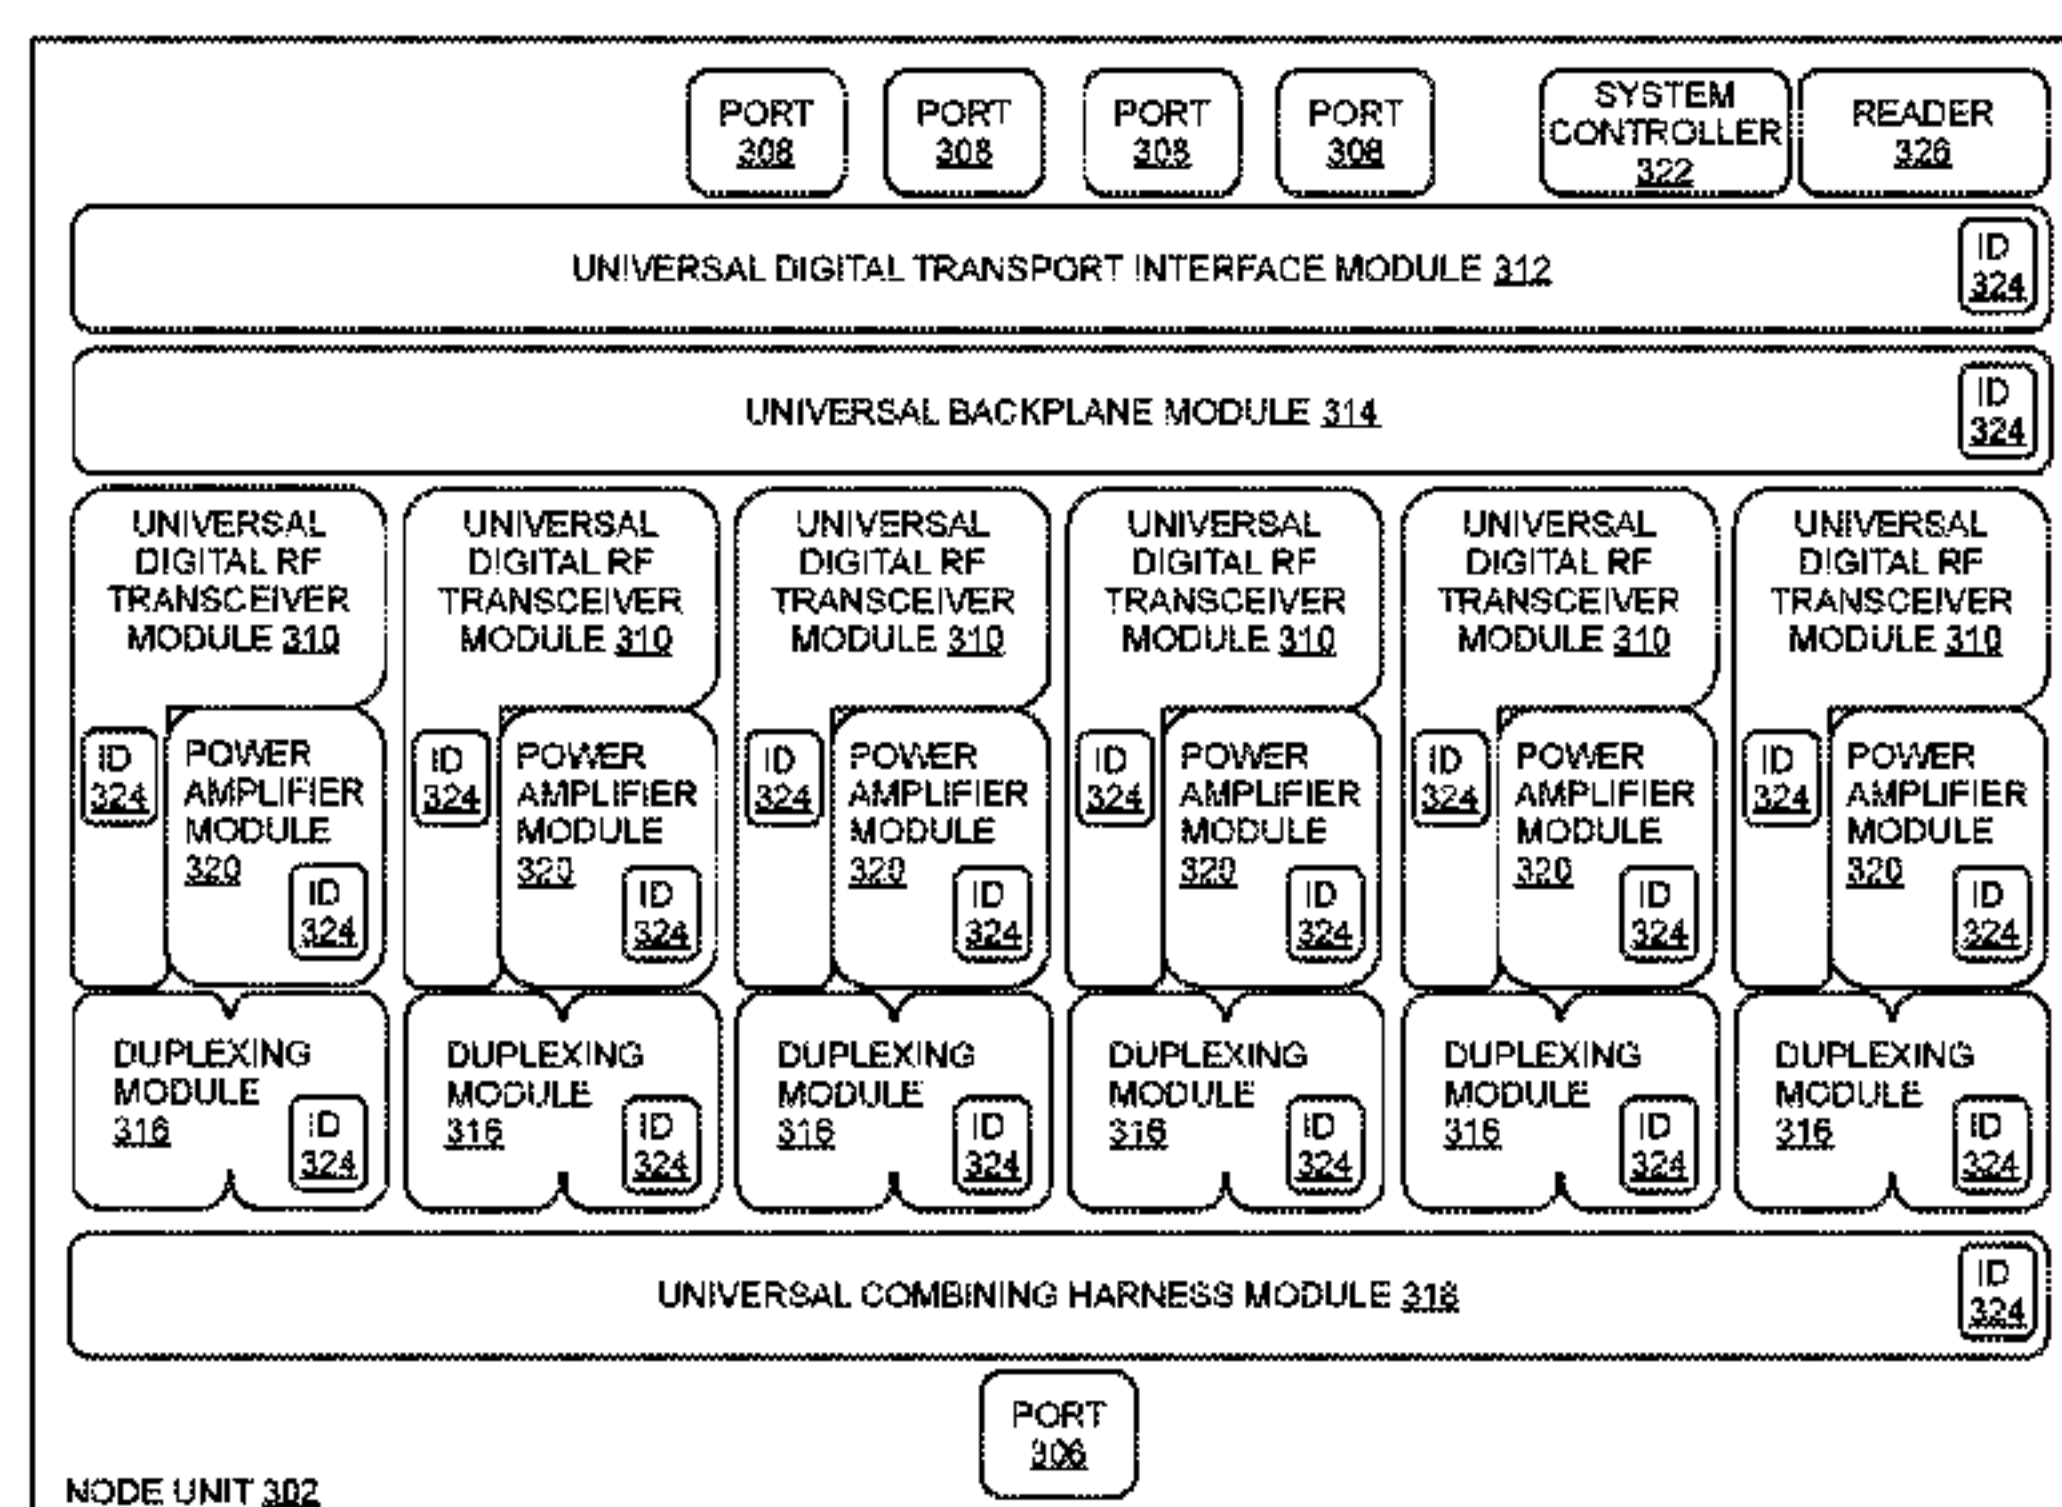 PORT
308
PORT
308
PORT
308
PORT
308
SYSTEM
CONTROLLER
322
READER
326
UNIVERSAL DIGITAL TRANSPORT INTERFACE MODULE 312
ID
324
UNIVERSAL BACKPLANE MODULE 314
ID
324
UNIVERSAL
DIGITAL RF
TRANSCEIVER
MODULE 310
ID
324
POWER
AMPLIFIER
MODULE
320
ID
324
UNIVERSAL
DIGITAL RF
TRANSCEIVER
MODULE 310
ID
324
POWER
AMPLIFIER
MODULE
320
ID
324
UNIVERSAL
DIGITAL RF
TRANSCEIVER
MODULE 310
ID
324
POWER
AMPLIFIER
MODULE
320
ID
324
UNIVERSAL
DIGITAL RF
TRANSCEIVER
MODULE 310
ID
324
POWER
AMPLIFIER
MODULE
320
ID
324
UNIVERSAL
DIGITAL RF
TRANSCEIVER
MODULE 310
ID
324
POWER
AMPLIFIER
MODULE
320
ID
324
UNIVERSAL
DIGITAL RF
TRANSCEIVER
MODULE 310
ID
324
POWER
AMPLIFIER
MODULE
320
ID
324
DUPLEXING
MODULE
316
ID
324
DUPLEXING
MODULE
316
ID
324
DUPLEXING
MODULE
316
ID
324
DUPLEXING
MODULE
316
ID
324
DUPLEXING
MODULE
316
ID
324
DUPLEXING
MODULE
316
ID
324
UNIVERSAL COMBINING HARNESS MODULE 318
ID
324
PORT
306
NODE UNIT 302